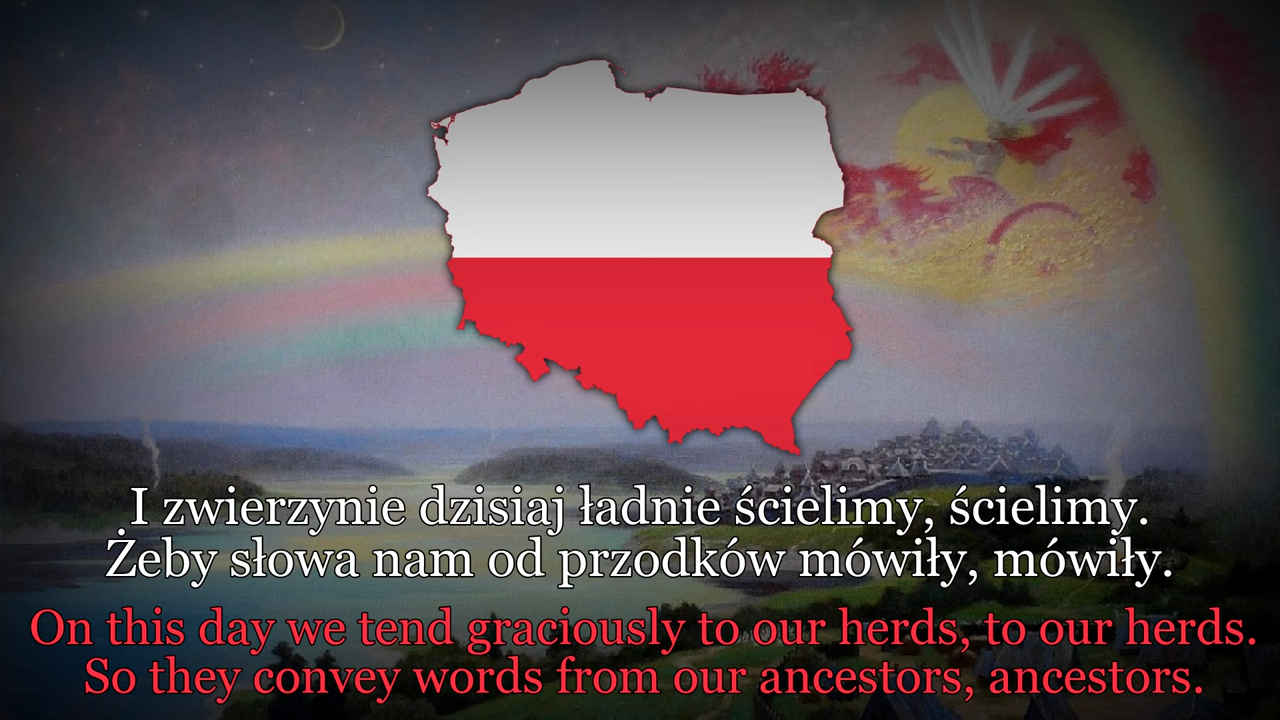 I zwierzynie dzisiaj ładnie ścielimy, ścielimy.
Żeby słowa nam od przodków mówiły, mówiły.
On this day we tend graciously to our herds, to our herds.
So they convey words from our ancestors, ancestors.